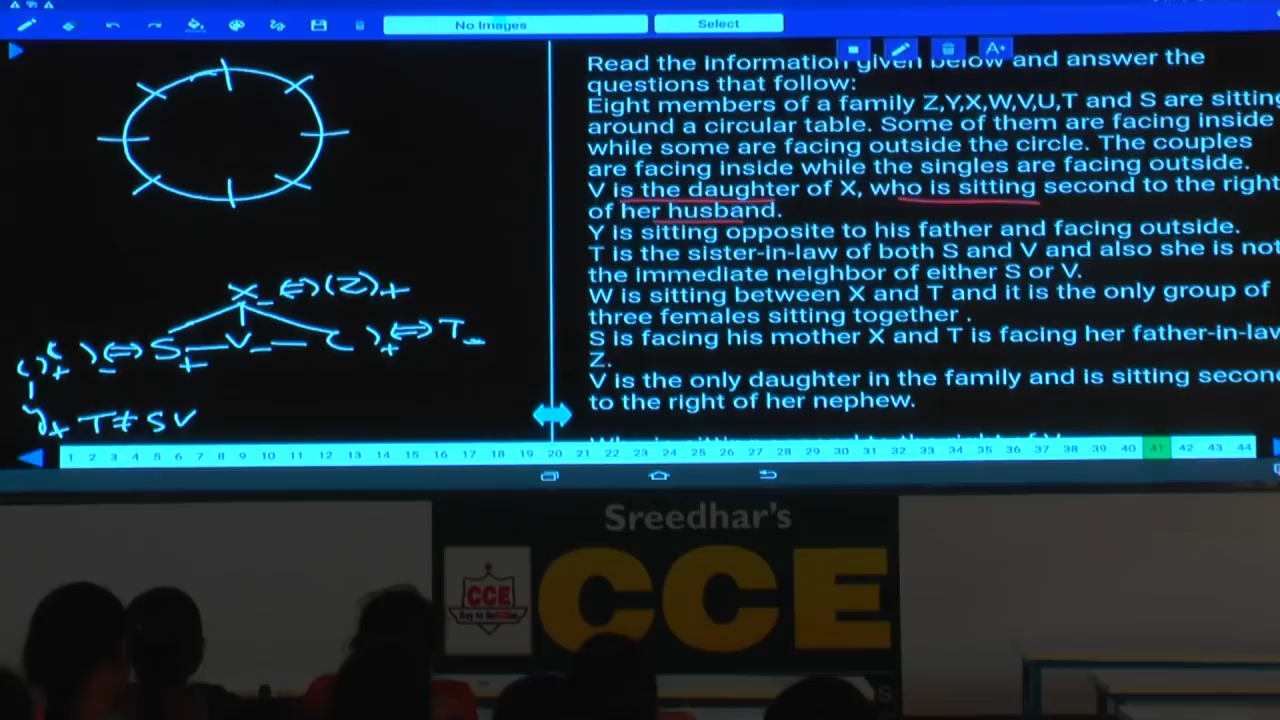 No Images
Select
A+
Read the information given below and answer the
questions that follow:
Eight members of a family Z,Y,X,W,V,U,T and S are sitting
around a circular table. Some of them are facing inside
while some are facing outside the circle. The couples
are facing inside while the singles are facing outside.
V is the daughter of X, who is sitting second to the right
of her husband.
Y is sitting opposite to his father and facing outside.
T is the sister-in-law of both S and V and also she is not
the immediate neighbor of either S or V.
W is sitting between X and T and it is the only group of
three females sitting together .
S is facing his mother X and T is facing her father-in-law
Z.
V is the only daughter in the family and is sitting second
to the right of her nephew.
X- ⇔ (Z)+
( )+ ( )- ⇔ S+ — V- — ( )+ ⇔ T-
Y+ T≠ S V
1 2 3 4 5 6 7 8 9 10 11 12 13 14 15 16 17 18 19 20 21 22 23 24 25 26 27 28 29 30 31 32 33 34 35 36 37 38 39 40 41 42 43 44
Sreedhar's
CCE
CCE